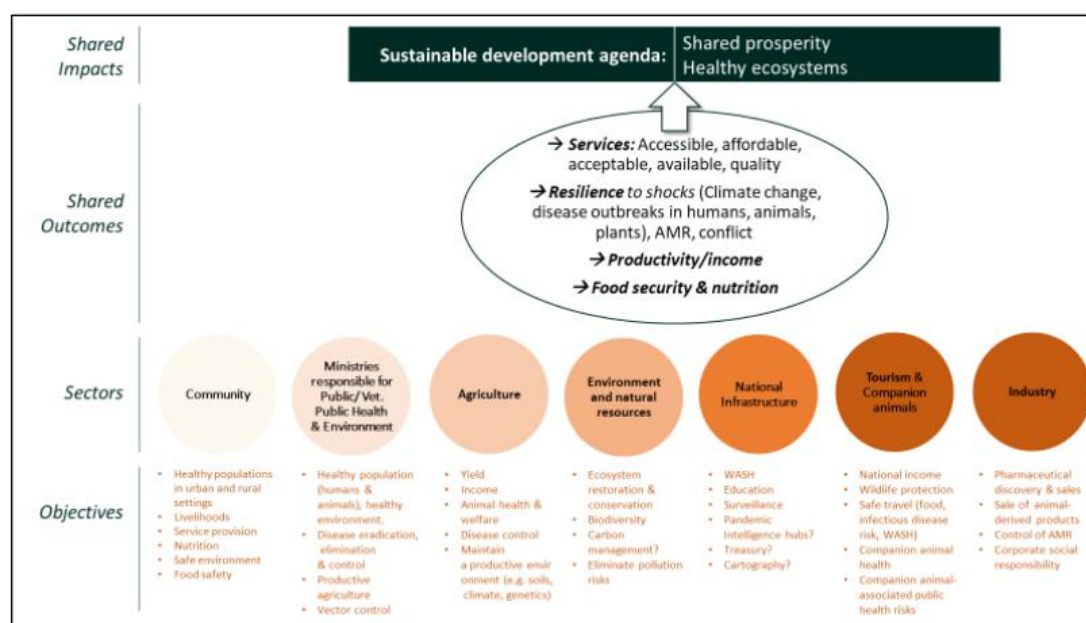 Shared
Impacts
Sustainable development agenda:
Shared prosperity
Healthy ecosystems
Shared
Outcomes
→ Services: Accessible, affordable,
acceptable, available, quality
→ Resilience to shocks (Climate change,
disease outbreaks in humans, animals,
plants), AMR, conflict
→ Productivity/income
→ Food security & nutrition
Sectors
Community
Ministries
responsible for
Public/Vet.
Public Health
& Environment
Agriculture
Environment
and natural
resources
National
Infrastructure
Tourism &
Companion
animals
Industry
Objectives
• Healthy populations
in urban and rural
settings
• Livelihoods
• Service provision
• Nutrition
• Safe environment
• Food safety
• Healthy population
(humans &
animals), healthy
environment.
• Disease eradication,
elimination
& control
• Productive
agriculture
• Vector control
• Yield
• Income
• Animal health &
welfare
• Disease control
• Maintain
a productive envir
onment (e.g. soils,
climate, genetics)
• Ecosystem
restoration &
conservation
• Biodiversity
• Carbon
management?
• Eliminate pollution
risks
• WASH
• Education
• Surveillance
• Pandemic
Intelligence hubs?
• Treasury?
• Cartography?
• National income
• Wildlife protection
• Safe travel (food,
infectious disease
risk, WASH)
• Companion animal
health
• Companion animal-
associated public
health risks
• Pharmaceutical
discovery & sales
• Sale of animal-
derived products
• Control of AMR
• Corporate social
responsibility